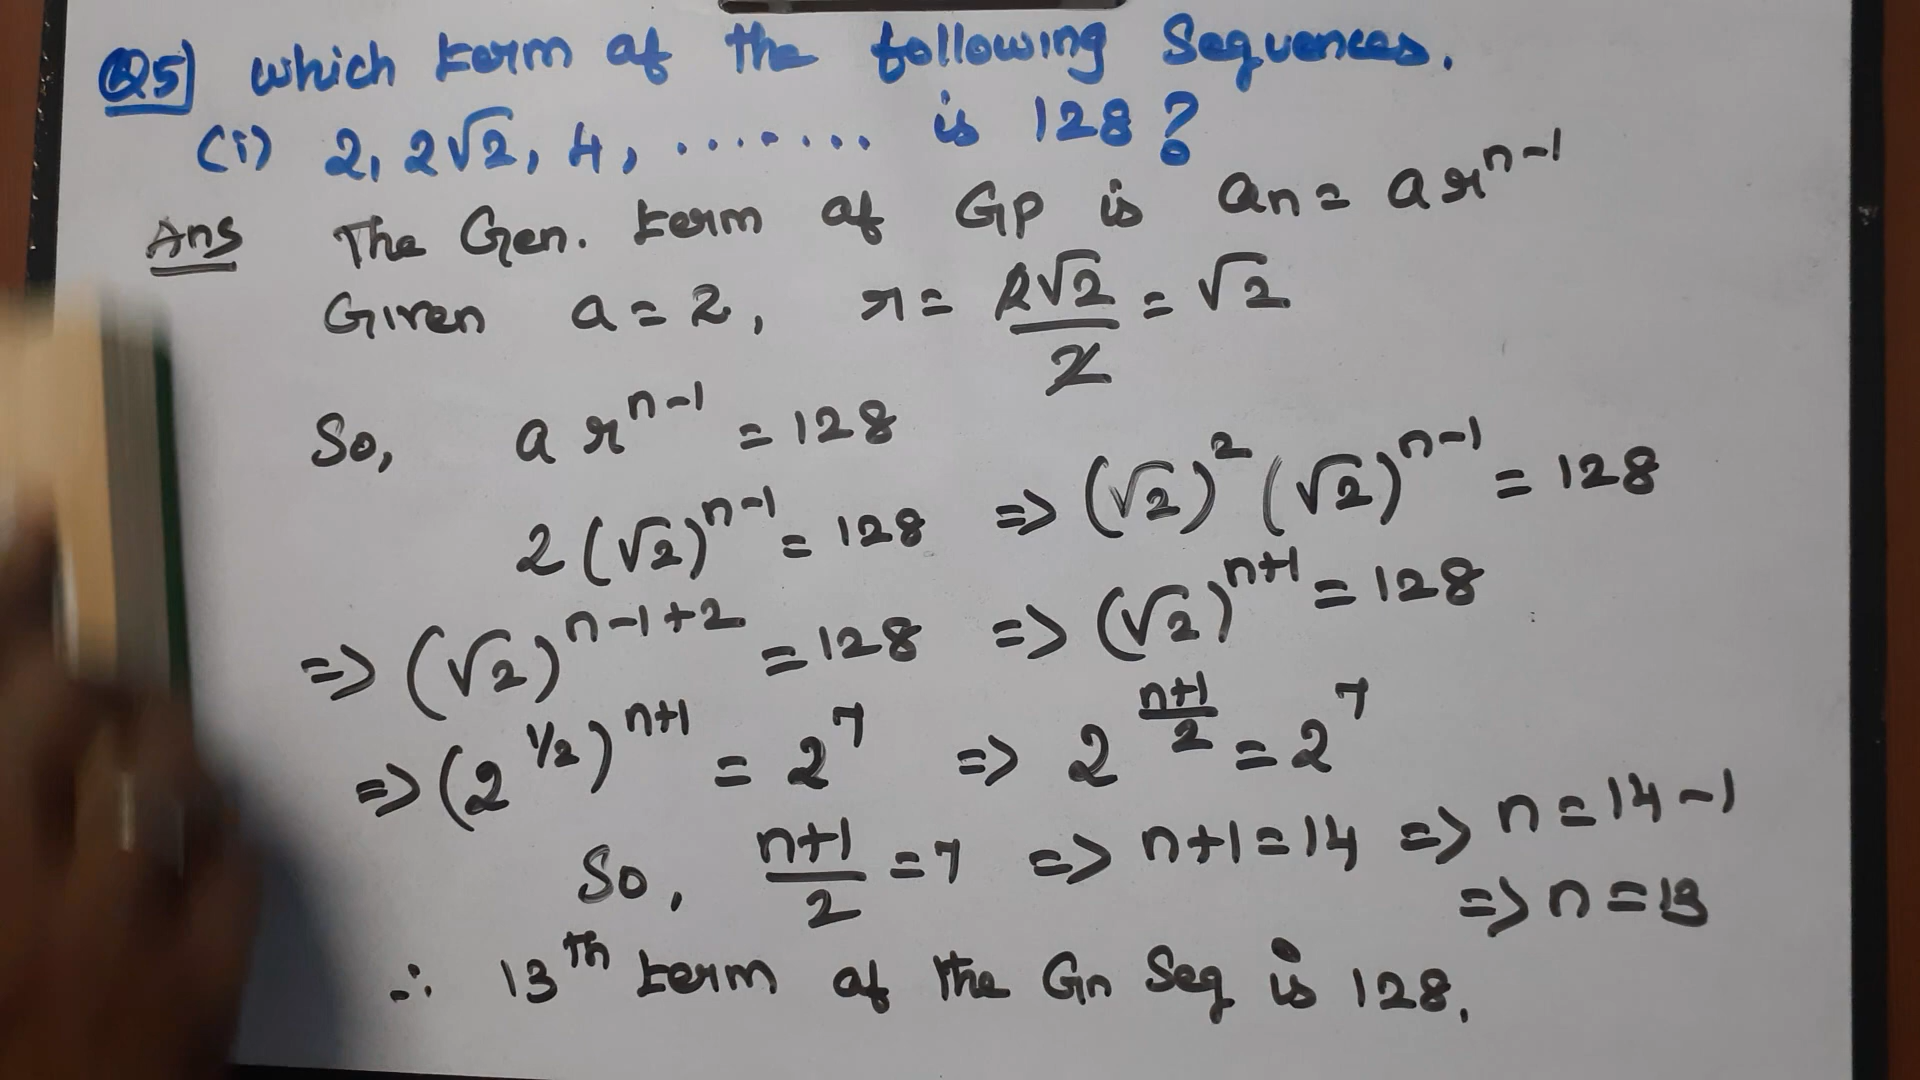 Q5) Which term of the following Sequences.
(i) 2, 2√2, 4, ........ is 128?
Ans The Gen. term of GP is an = ar^(n-1)
Given a = 2, r = 2√2/2 = √2
So, ar^(n-1) = 128
2(√2)^(n-1) = 128 => (√2)^2 (√2)^(n-1) = 128
=> (√2)^(n-1+2) = 128 => (√2)^(n+1) = 128
=> (2^(1/2))^(n+1) = 2^7 => 2^((n+1)/2) = 2^7
So, (n+1)/2 = 7 => n+1 = 14 => n = 14-1
=> n = 13
∴ 13th term of the Gn Seq is 128.